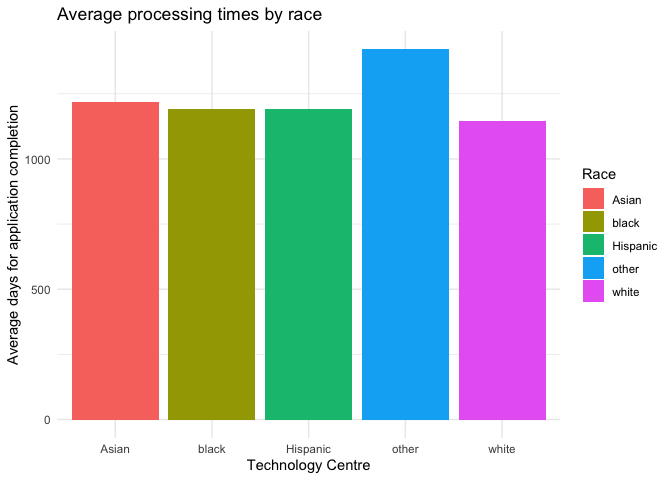 Average processing times by race
Average days for application completion
1000
500
0
Asian
black
Hispanic
other
white
Technology Centre
Race
Asian
black
Hispanic
other
white